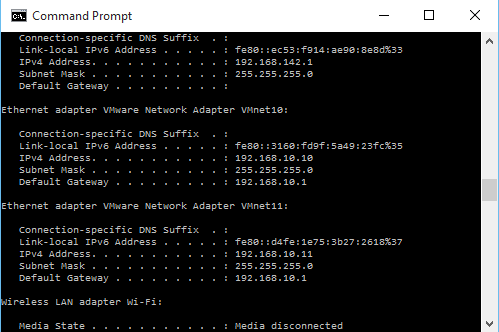 Command Prompt
Connection-specific DNS Suffix  . :
Link-local IPv6 Address . . . . . : fe80::ec53:f914:ae90:8e8d%33
IPv4 Address. . . . . . . . . . . : 192.168.142.1
Subnet Mask . . . . . . . . . . . : 255.255.255.0
Default Gateway . . . . . . . . . :
Ethernet adapter VMware Network Adapter VMnet10:
Connection-specific DNS Suffix  . :
Link-local IPv6 Address . . . . . : fe80::3160:fd9f:5a49:23fc%35
IPv4 Address. . . . . . . . . . . : 192.168.10.10
Subnet Mask . . . . . . . . . . . : 255.255.255.0
Default Gateway . . . . . . . . . : 192.168.10.1
Ethernet adapter VMware Network Adapter VMnet11:
Connection-specific DNS Suffix  . :
Link-local IPv6 Address . . . . . : fe80::d4fe:1e75:3b27:2618%37
IPv4 Address. . . . . . . . . . . : 192.168.10.11
Subnet Mask . . . . . . . . . . . : 255.255.255.0
Default Gateway . . . . . . . . . : 192.168.10.1
Wireless LAN adapter Wi-Fi:
Media State . . . . . . . . . . . : Media disconnected